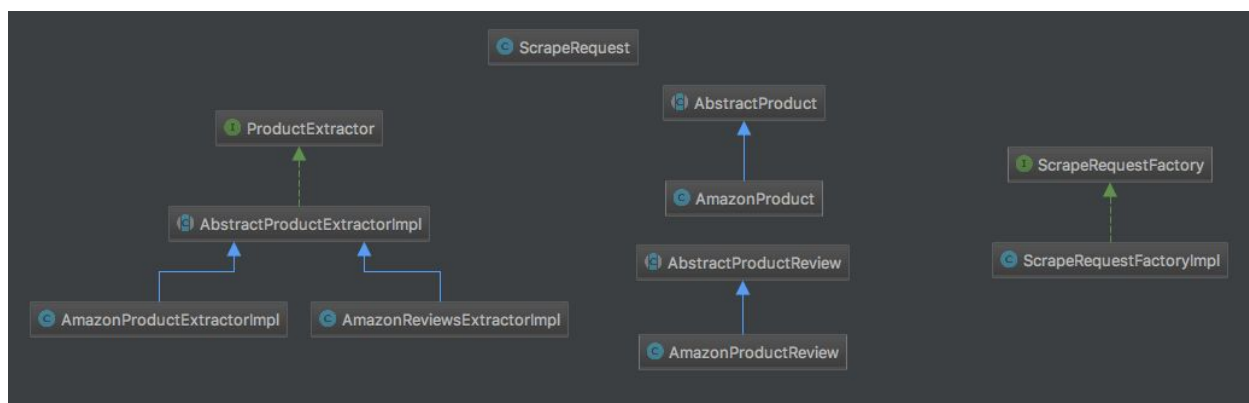 ScrapeRequest
AbstractProduct
ProductExtractor
ScrapeRequestFactory
AmazonProduct
AbstractProductExtractorImpl
AbstractProductReview
ScrapeRequestFactoryImpl
AmazonProductExtractorImpl
AmazonReviewsExtractorImpl
AmazonProductReview